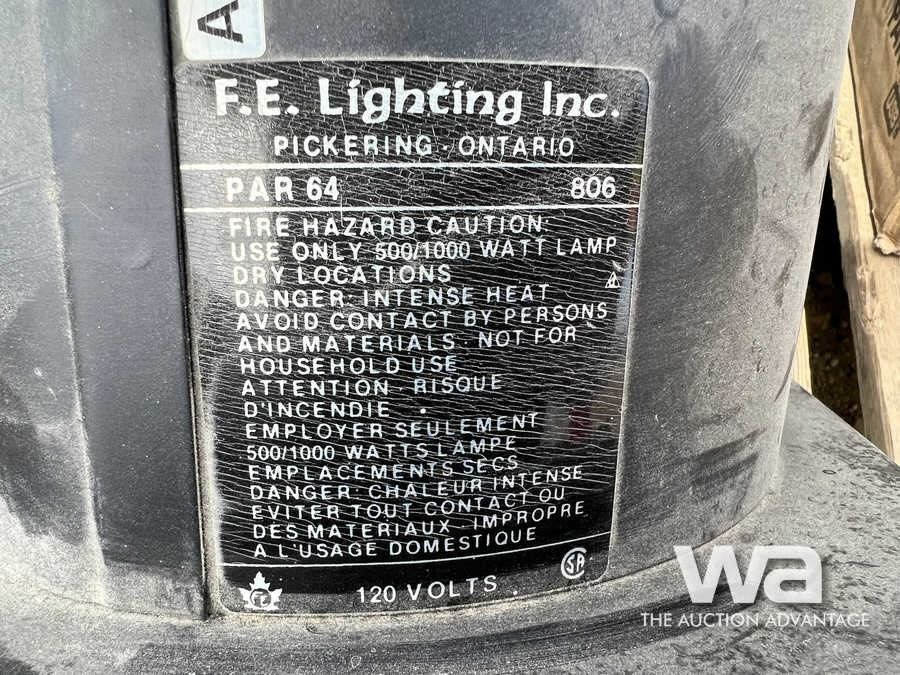 A
F.E. Lighting Inc.
PICKERING - ONTARIO
PAR 64 806
FIRE HAZARD CAUTION:
USE ONLY 500/1000 WATT LAMP
DRY LOCATIONS
DANGER: INTENSE HEAT
AVOID CONTACT BY PERSONS
AND MATERIALS - NOT FOR
HOUSEHOLD USE
ATTENTION - RISQUE
D'INCENDIE
EMPLOYER SEULEMENT
500/1000 WATTS LAMPE
EMPLACEMENTS SECS
DANGER: CHALEUR INTENSE
EVITER TOUT CONTACT OU
DES MATERIAUX - IMPROPRE
A L'USAGE DOMESTIQUE
120 VOLTS
wa
THE AUCTION ADVANTAGE